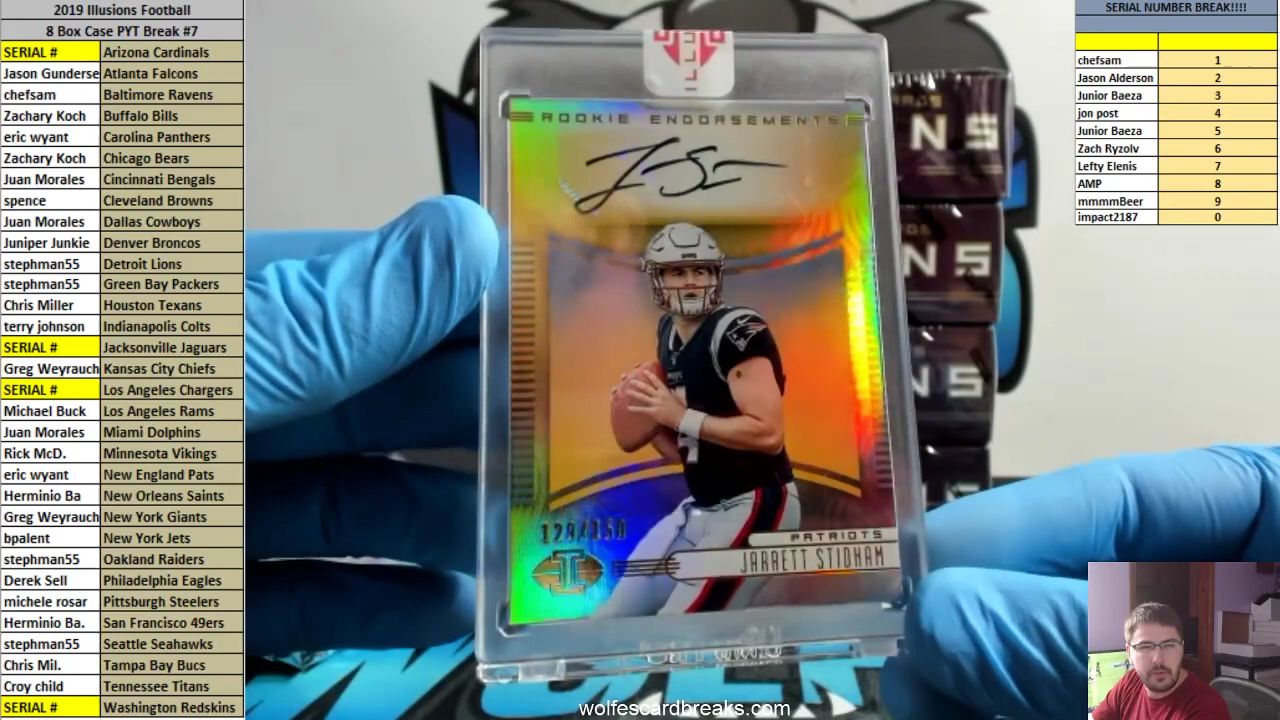 2019 Illusions Football
8 Box Case PYT Break #7
SERIAL # Arizona Cardinals
Jason Gunderse Atlanta Falcons
chefsam Baltimore Ravens
Zachary Koch Buffalo Bills
eric wyant Carolina Panthers
Zachary Koch Chicago Bears
Juan Morales Cincinnati Bengals
spence Cleveland Browns
Juan Morales Dallas Cowboys
Juniper Junkie Denver Broncos
stephman55 Detroit Lions
stephman55 Green Bay Packers
Chris Miller Houston Texans
terry johnson Indianapolis Colts
SERIAL # Jacksonville Jaguars
Greg Weyrauch Kansas City Chiefs
SERIAL # Los Angeles Chargers
Michael Buck Los Angeles Rams
Juan Morales Miami Dolphins
Rick McD. Minnesota Vikings
eric wyant New England Pats
Herminio Ba New Orleans Saints
Greg Weyrauch New York Giants
bpalent New York Jets
stephman55 Oakland Raiders
Derek Sell Philadelphia Eagles
michele rosar Pittsburgh Steelers
Herminio Ba. San Francisco 49ers
stephman55 Seattle Seahawks
Chris Mil. Tampa Bay Bucs
Croy child Tennessee Titans
SERIAL # Washington Redskins
ROOKIE ENDORSEMENTS
129/150
PATRIOTS
JARRETT STIDHAM
wolfescardbreaks.com
SERIAL NUMBER BREAK!!!!
chefsam 1
Jason Alderson 2
Junior Baeza 3
jon post 4
Junior Baeza 5
Zach Ryzolv 6
Lefty Elenis 7
AMP 8
mmmmBeer 9
impact2187 0